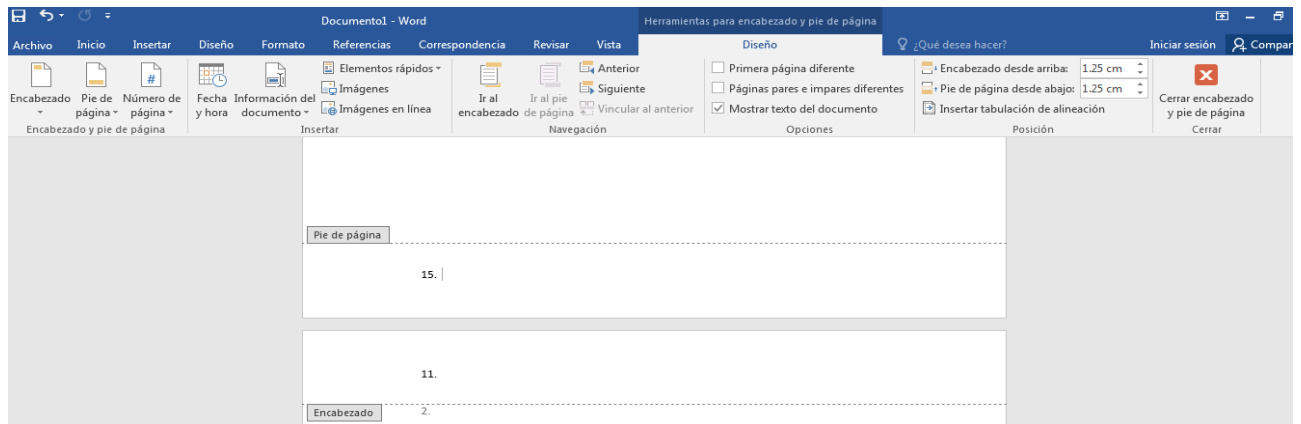 Documento1 - Word
Herramientas para encabezado y pie de página
Archivo Inicio Insertar Diseño Formato Referencias Correspondencia Revisar Vista Diseño ¿Qué desea hacer? Iniciar sesión Compar
Elementos rápidos Anterior Primera página diferente Encabezado desde arriba: 1.25 cm
Imágenes Siguiente Páginas pares e impares diferentes Pie de página desde abajo: 1.25 cm
Encabezado Pie de Número de Fecha Información del Ir al Ir al pie Cerrar encabezado
página página y hora documento Imágenes en línea encabezado de página Vincular al anterior Mostrar texto del documento Insertar tabulación de alineación y pie de página
Encabezado y pie de página Insertar Navegación Opciones Posición Cerrar
Pie de página
15.
11.
Encabezado 2.